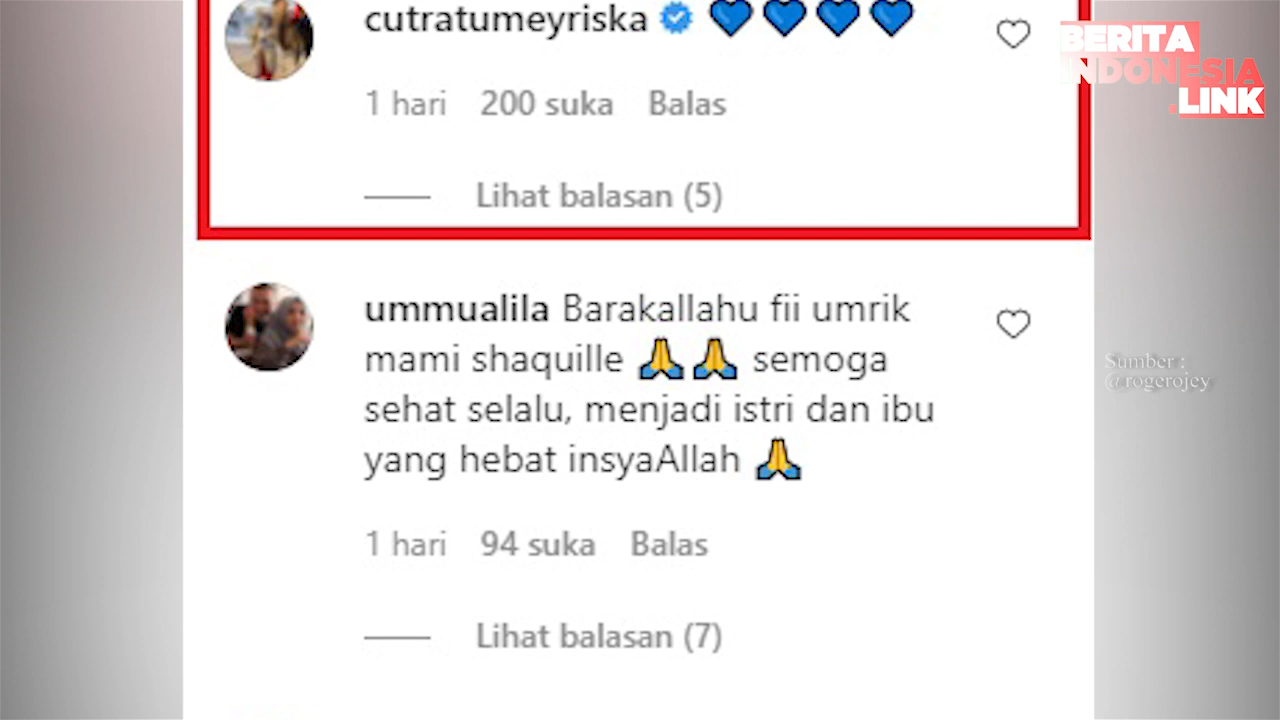 cutratumeyriska 💙 💙 💙 💙
1 hari 200 suka Balas
Lihat balasan (5)
ummualila Barakallahu fii umrik
mami shaquille 🙏🙏 semoga
sehat selalu, menjadi istri dan ibu
yang hebat insyaAllah 🙏
1 hari 94 suka Balas
Lihat balasan (7)
BERITA
INDONESIA
.LINK
Sumber :
@rogerojey